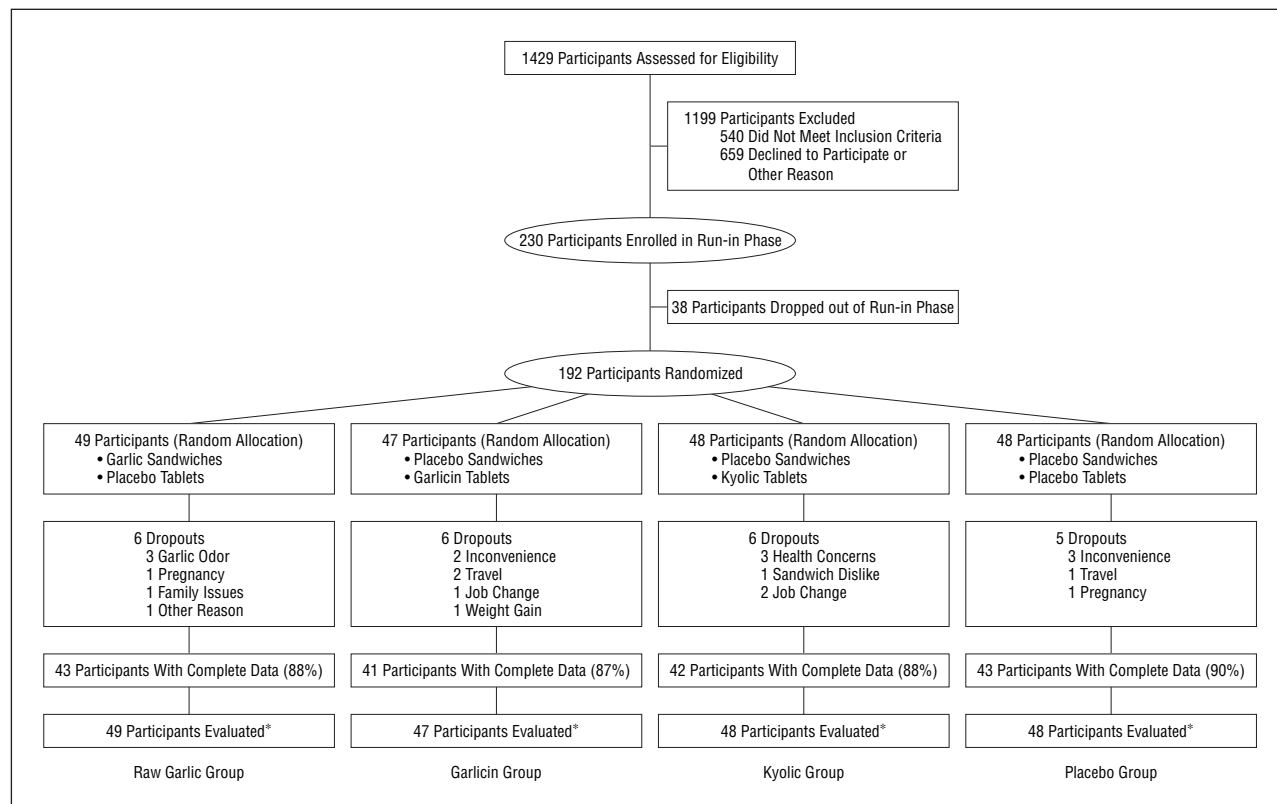 1429 Participants Assessed for Eligibility
1199 Participants Excluded
540 Did Not Meet Inclusion Criteria
659 Declined to Participate or
Other Reason
230 Participants Enrolled in Run-in Phase
38 Participants Dropped out of Run-in Phase
192 Participants Randomized
49 Participants (Random Allocation)
• Garlic Sandwiches
• Placebo Tablets
47 Participants (Random Allocation)
• Placebo Sandwiches
• Garlicin Tablets
48 Participants (Random Allocation)
• Placebo Sandwiches
• Kyolic Tablets
48 Participants (Random Allocation)
• Placebo Sandwiches
• Placebo Tablets
6 Dropouts
3 Garlic Odor
1 Pregnancy
1 Family Issues
1 Other Reason
6 Dropouts
2 Inconvenience
2 Travel
1 Job Change
1 Weight Gain
6 Dropouts
3 Health Concerns
1 Sandwich Dislike
2 Job Change
5 Dropouts
3 Inconvenience
1 Travel
1 Pregnancy
43 Participants With Complete Data (88%)
41 Participants With Complete Data (87%)
42 Participants With Complete Data (88%)
43 Participants With Complete Data (90%)
49 Participants Evaluated*
47 Participants Evaluated*
48 Participants Evaluated*
48 Participants Evaluated*
Raw Garlic Group
Garlicin Group
Kyolic Group
Placebo Group